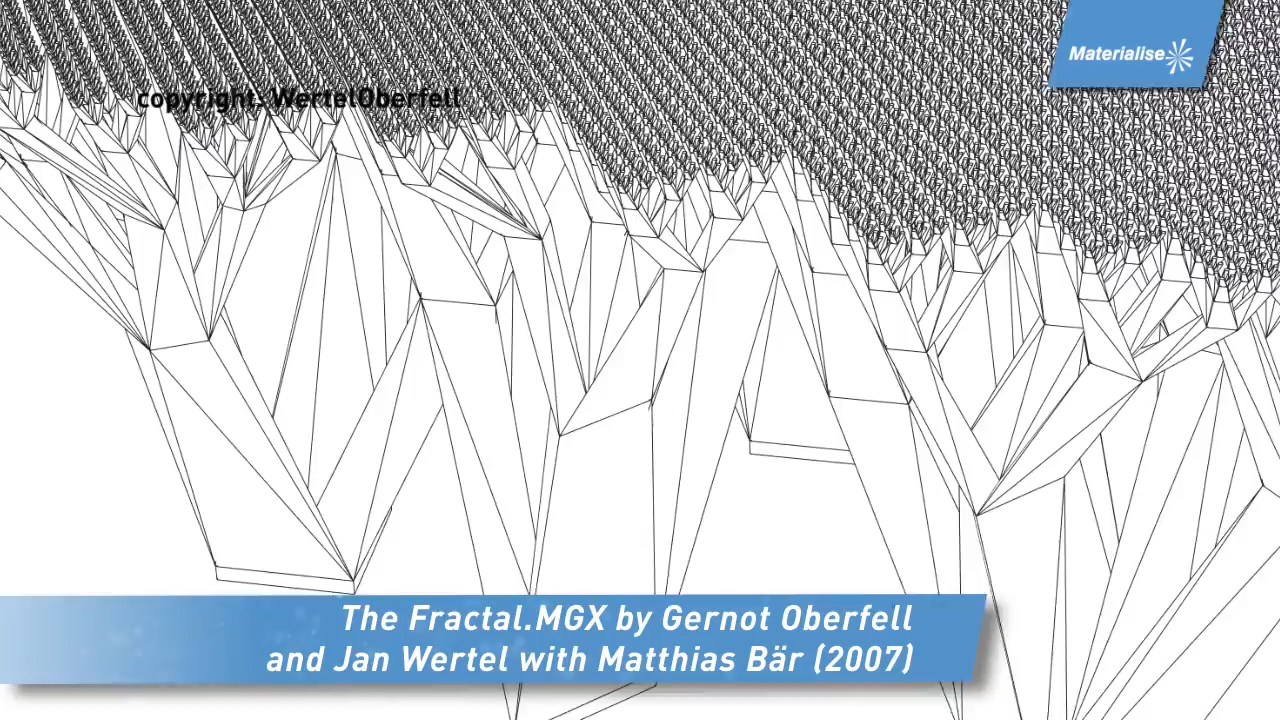 Materialise
copyright: WertelOberfell
The Fractal.MGX by Gernot Oberfell
and Jan Wertel with Matthias Bär (2007)